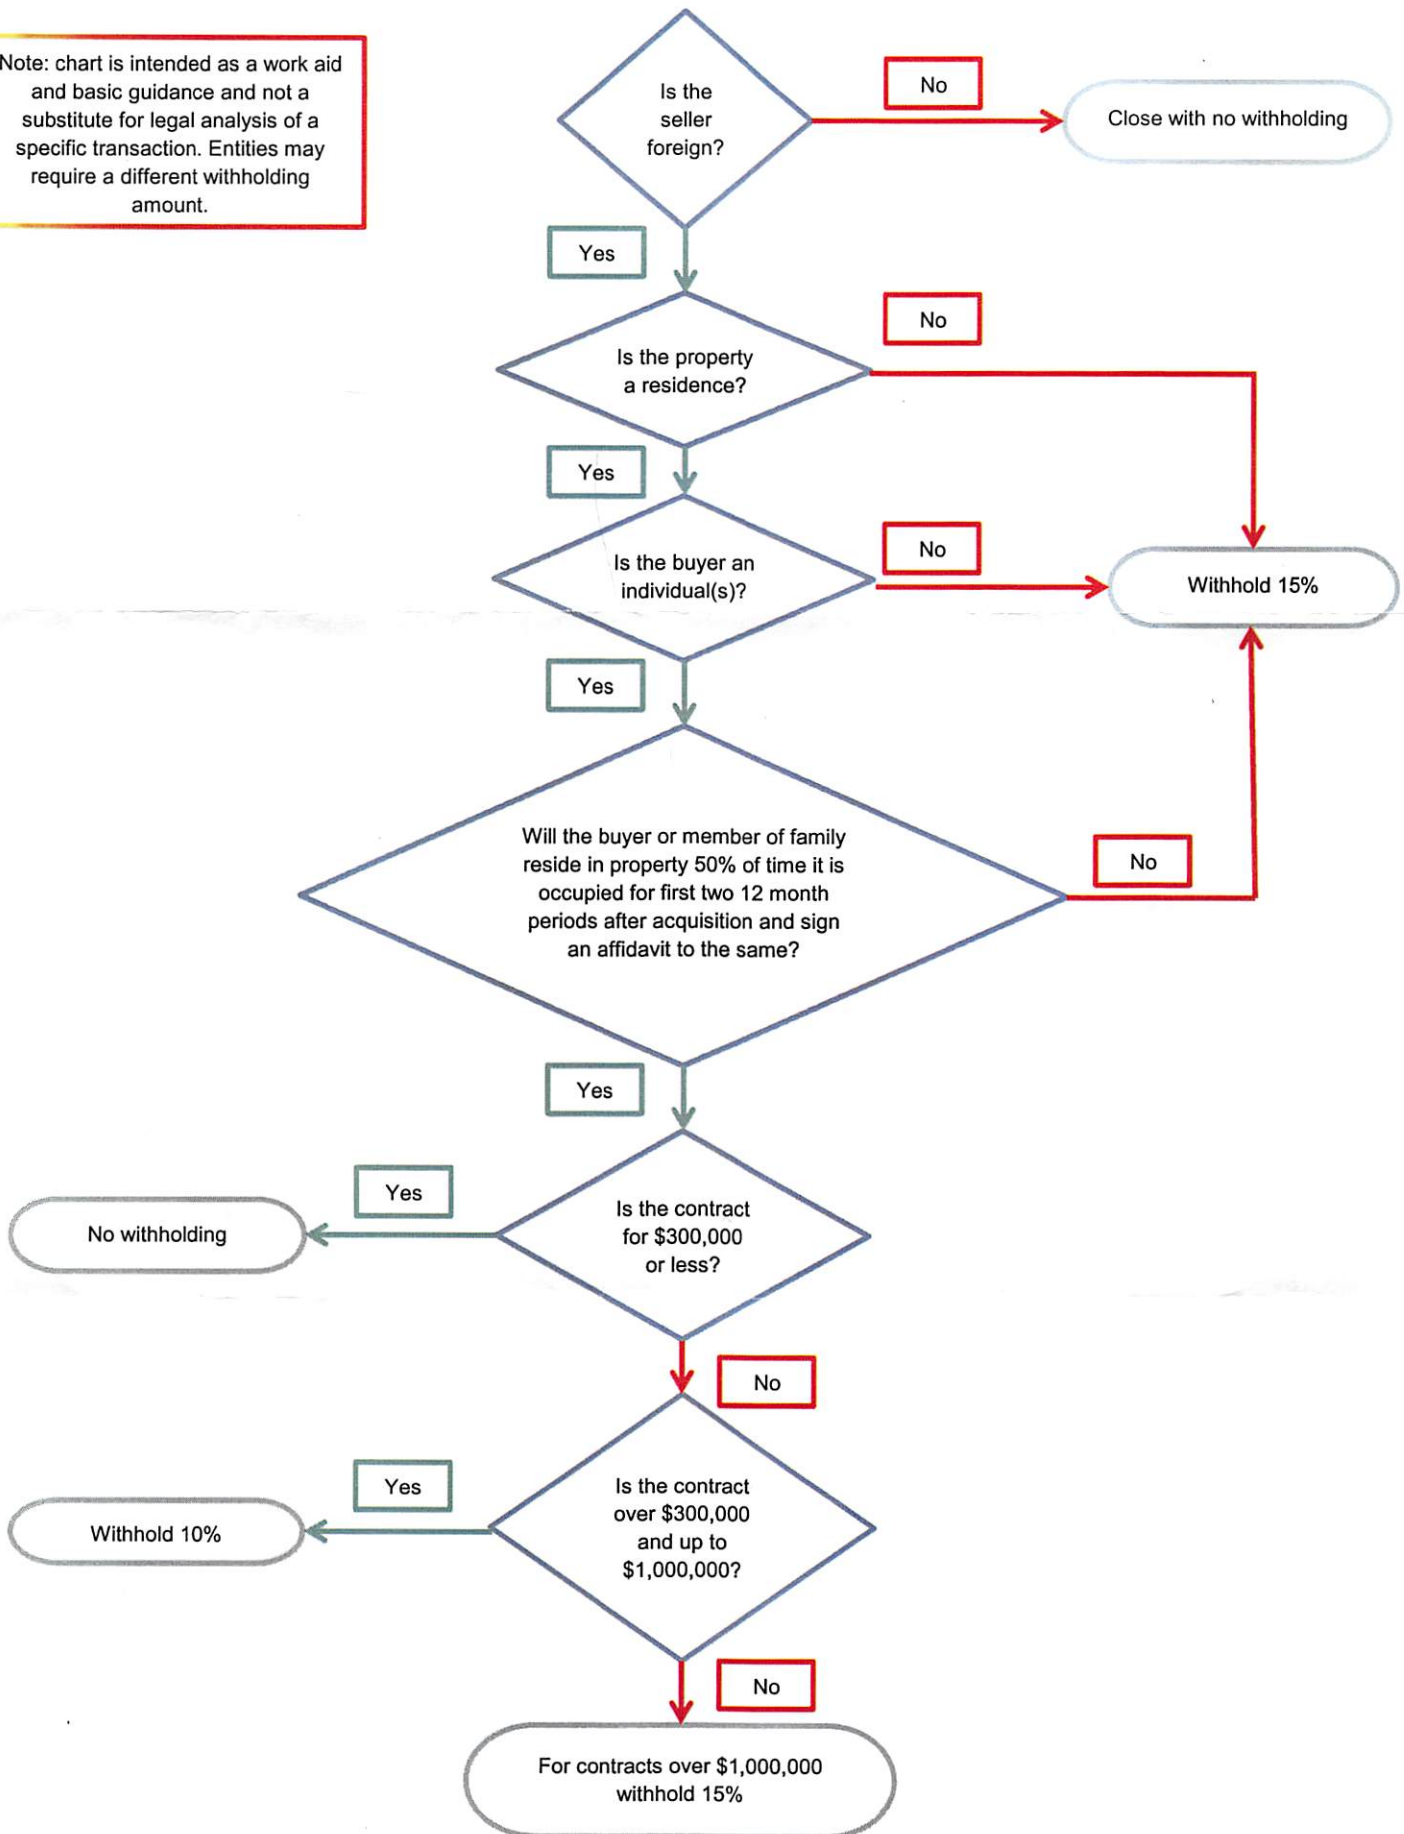 Note: chart is intended as a work aid
and basic guidance and not a
substitute for legal analysis of a
specific transaction. Entities may
require a different withholding
amount.
Is the
seller
foreign?
No
Close with no withholding
Yes
Is the property
a residence?
No
Yes
Is the buyer an
individual(s)?
No
Withhold 15%
Yes
Will the buyer or member of family
reside in property 50% of time it is
occupied for first two 12 month
periods after acquisition and sign
an affidavit to the same?
No
Yes
Is the contract
for $300,000
or less?
Yes
No withholding
No
Is the contract
over $300,000
and up to
$1,000,000?
Yes
Withhold 10%
No
For contracts over $1,000,000
withhold 15%